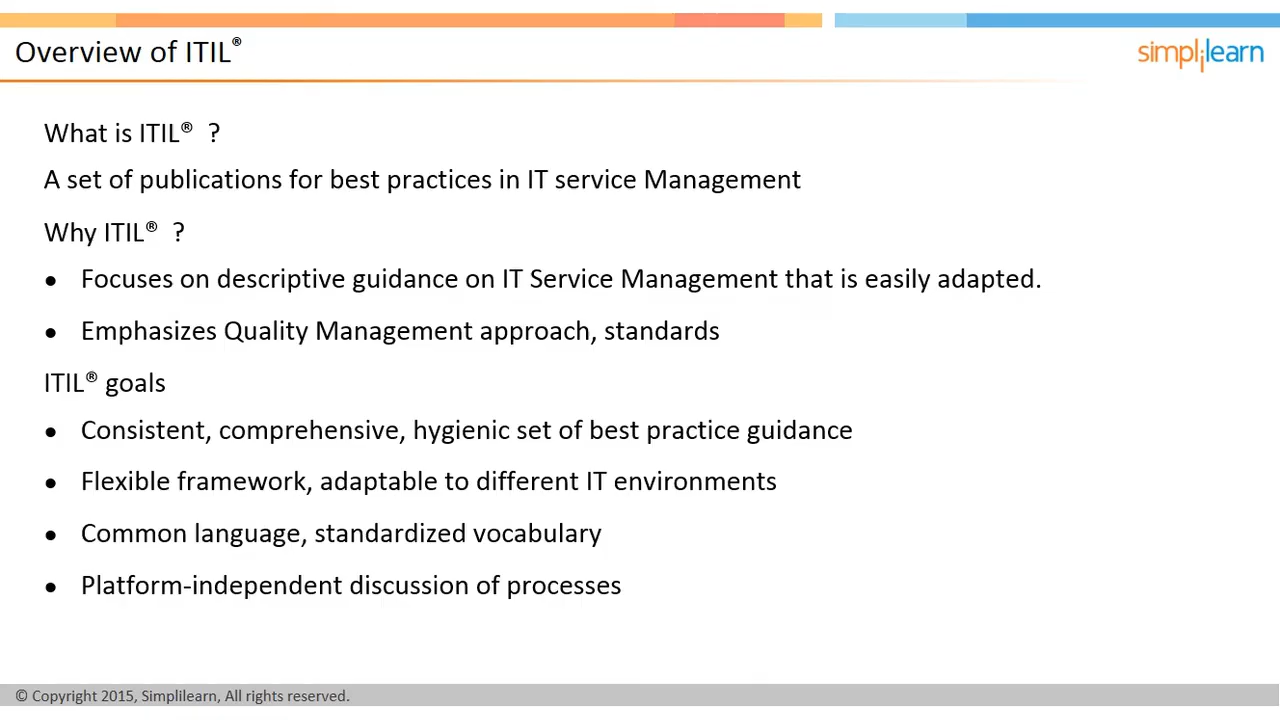 Overview of ITIL®
simplilearn
What is ITIL® ?
A set of publications for best practices in IT service Management
Why ITIL® ?
● Focuses on descriptive guidance on IT Service Management that is easily adapted.
● Emphasizes Quality Management approach, standards
ITIL® goals
● Consistent, comprehensive, hygienic set of best practice guidance
● Flexible framework, adaptable to different IT environments
● Common language, standardized vocabulary
● Platform-independent discussion of processes
© Copyright 2015, Simplilearn, All rights reserved.